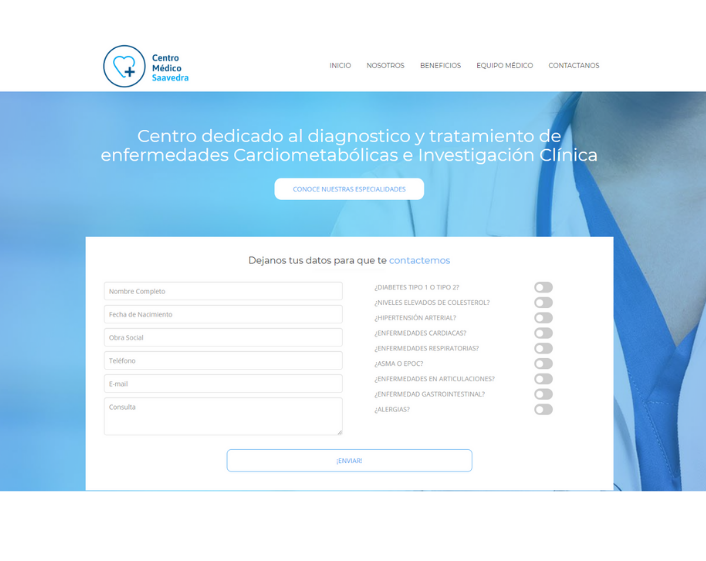 Centro
Médico
Saavedra
INICIO NOSOTROS BENEFICIOS EQUIPO MÉDICO CONTACTANOS
Centro dedicado al diagnostico y tratamiento de
enfermedades Cardiometabólicas e Investigación Clínica
CONOCE NUESTRAS ESPECIALIDADES
Dejanos tus datos para que te contactemos
Nombre Completo
Fecha de Nacimiento
Obra Social
Teléfono
E-mail
Consulta
¿DIABETES TIPO 1 O TIPO 2?
¿NIVELES ELEVADOS DE COLESTEROL?
¿HIPERTENSIÓN ARTERIAL?
¿ENFERMEDADES CARDIACAS?
¿ENFERMEDADES RESPIRATORIAS?
¿ASMA O EPOC?
¿ENFERMEDADES EN ARTICULACIONES?
¿ENFERMEDAD GASTROINTESTINAL?
¿ALERGIAS?
¡ENVIAR!